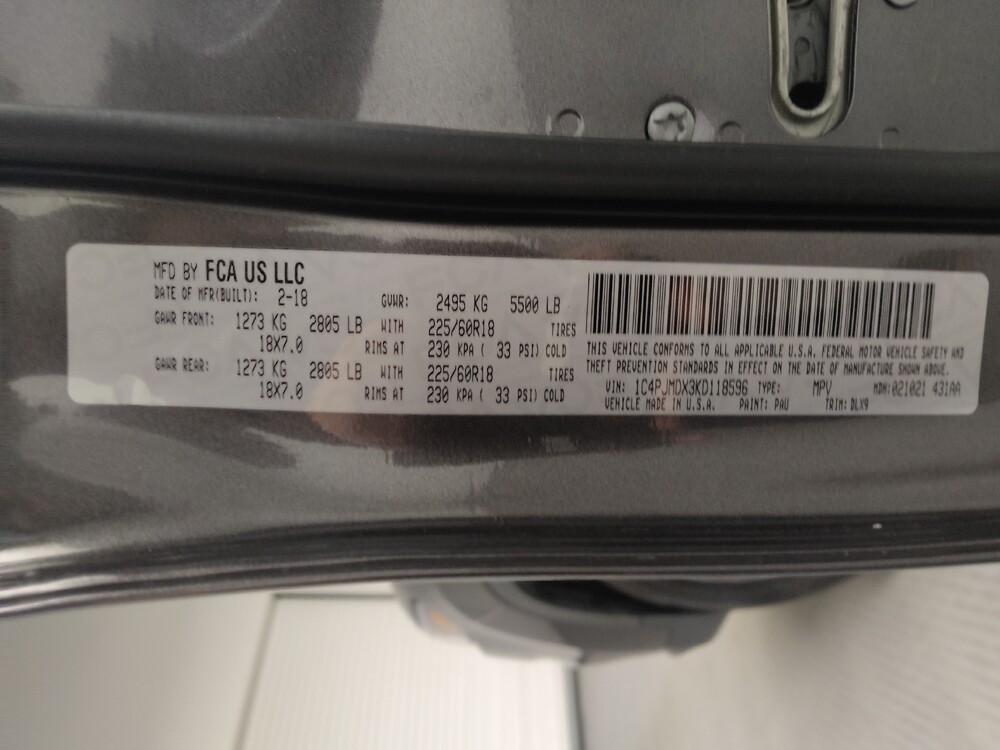 MFD BY FCA US LLC
DATE OF MFR(BUILT): 2-18 GVWR: 2495 KG 5500 LB
GAWR FRONT: 1273 KG 2805 LB WITH 225/60R18 TIRES
18X7.0 RIMS AT 230 KPA ( 33 PSI) COLD
GAWR REAR: 1273 KG 2805 LB WITH 225/60R18 TIRES
18X7.0 RIMS AT 230 KPA ( 33 PSI) COLD
THIS VEHICLE CONFORMS TO ALL APPLICABLE U.S.A. FEDERAL MOTOR VEHICLE SAFETY AND
THEFT PREVENTION STANDARDS IN EFFECT ON THE DATE OF MANUFACTURE SHOWN ABOVE.
VIN: 1C4PJMDX3KD118596 TYPE: MPV MDH:021021 431AA
VEHICLE MADE IN U.S.A. PAINT: PAU TRIM: DLX9